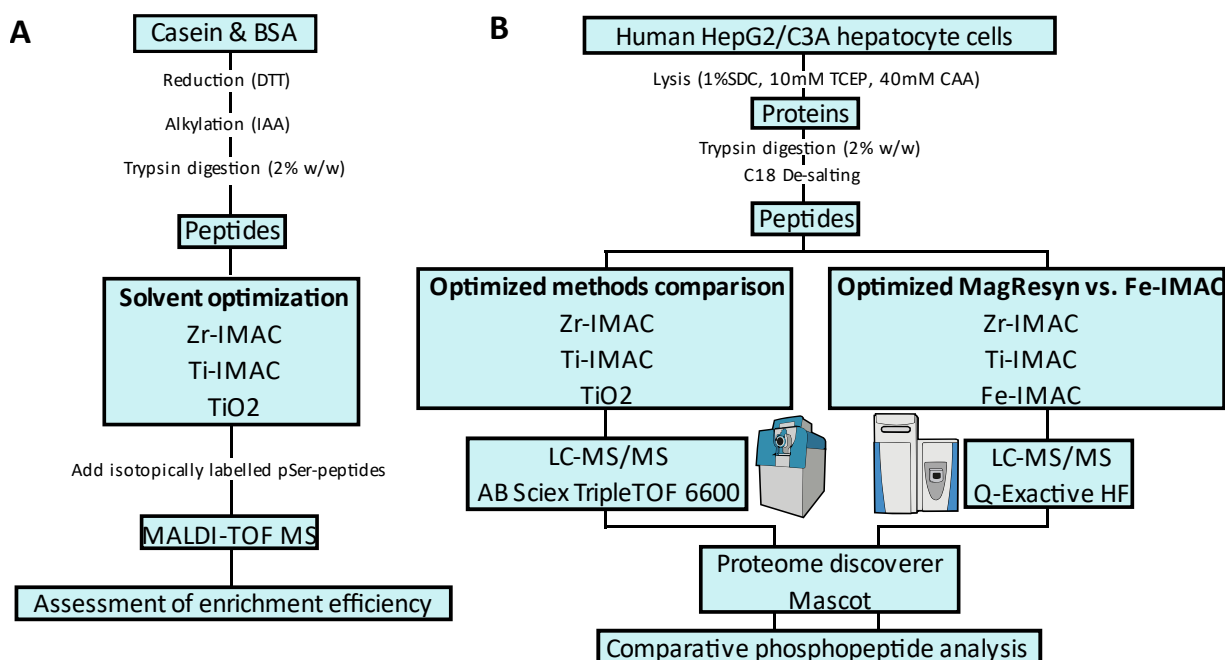 A
Casein & BSA
Reduction (DTT)
Alkylation (IAA)
Trypsin digestion (2% w/w)
Peptides
Solvent optimization
Zr-IMAC
Ti-IMAC
TiO2
Add isotopically labelled pSer-peptides
MALDI-TOF MS
Assessment of enrichment efficiency
B
Human HepG2/C3A hepatocyte cells
Lysis (1%SDC, 10mM TCEP, 40mM CAA)
Proteins
Trypsin digestion (2% w/w)
C18 De-salting
Peptides
Optimized methods comparison
Zr-IMAC
Ti-IMAC
TiO2
LC-MS/MS
AB Sciex TripleTOF 6600
Optimized MagResyn vs. Fe-IMAC
Zr-IMAC
Ti-IMAC
Fe-IMAC
LC-MS/MS
Q-Exactive HF
Proteome discoverer
Mascot
Comparative phosphopeptide analysis